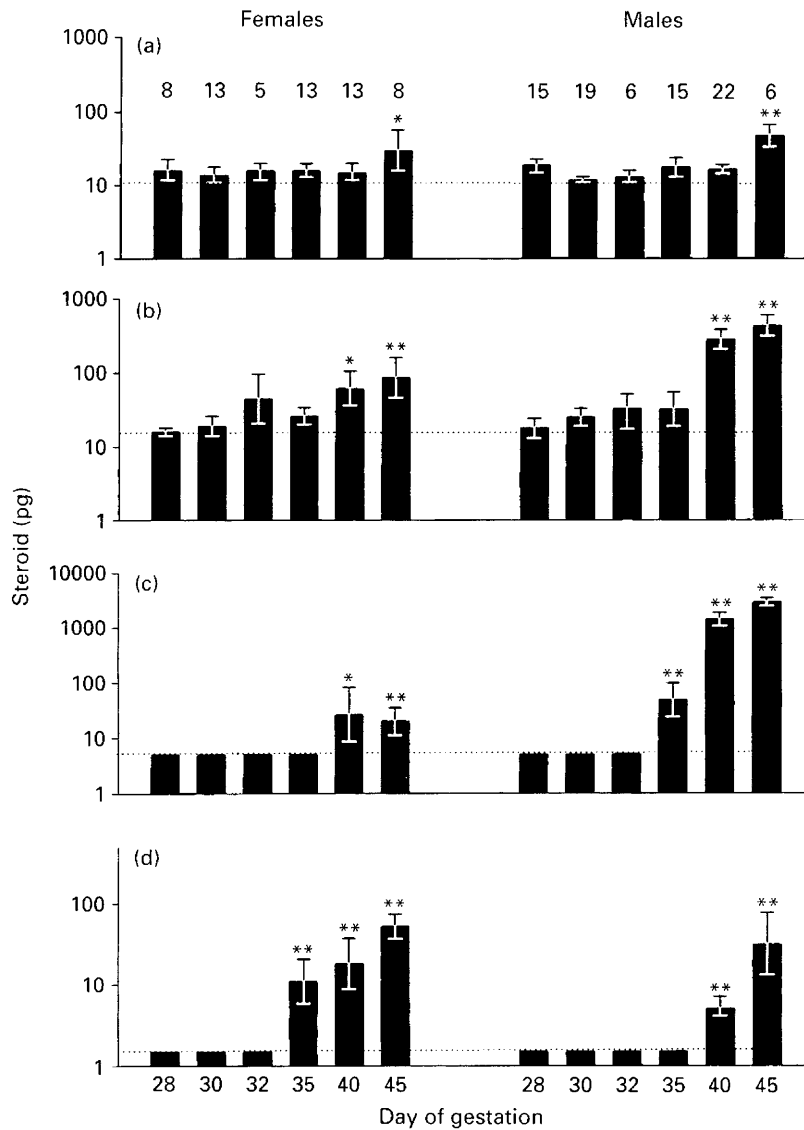 Females Males
(a)
1000
100
10
1
8 13 5 13 13 8 15 19 6 15 22 6
* **
(b)
1000
100
10
1
* ** ** **
Steroid (pg)
(c)
10000
1000
100
10
1
* ** ** ** **
(d)
100
10
1
** ** ** ** **
28 30 32 35 40 45 28 30 32 35 40 45
Day of gestation